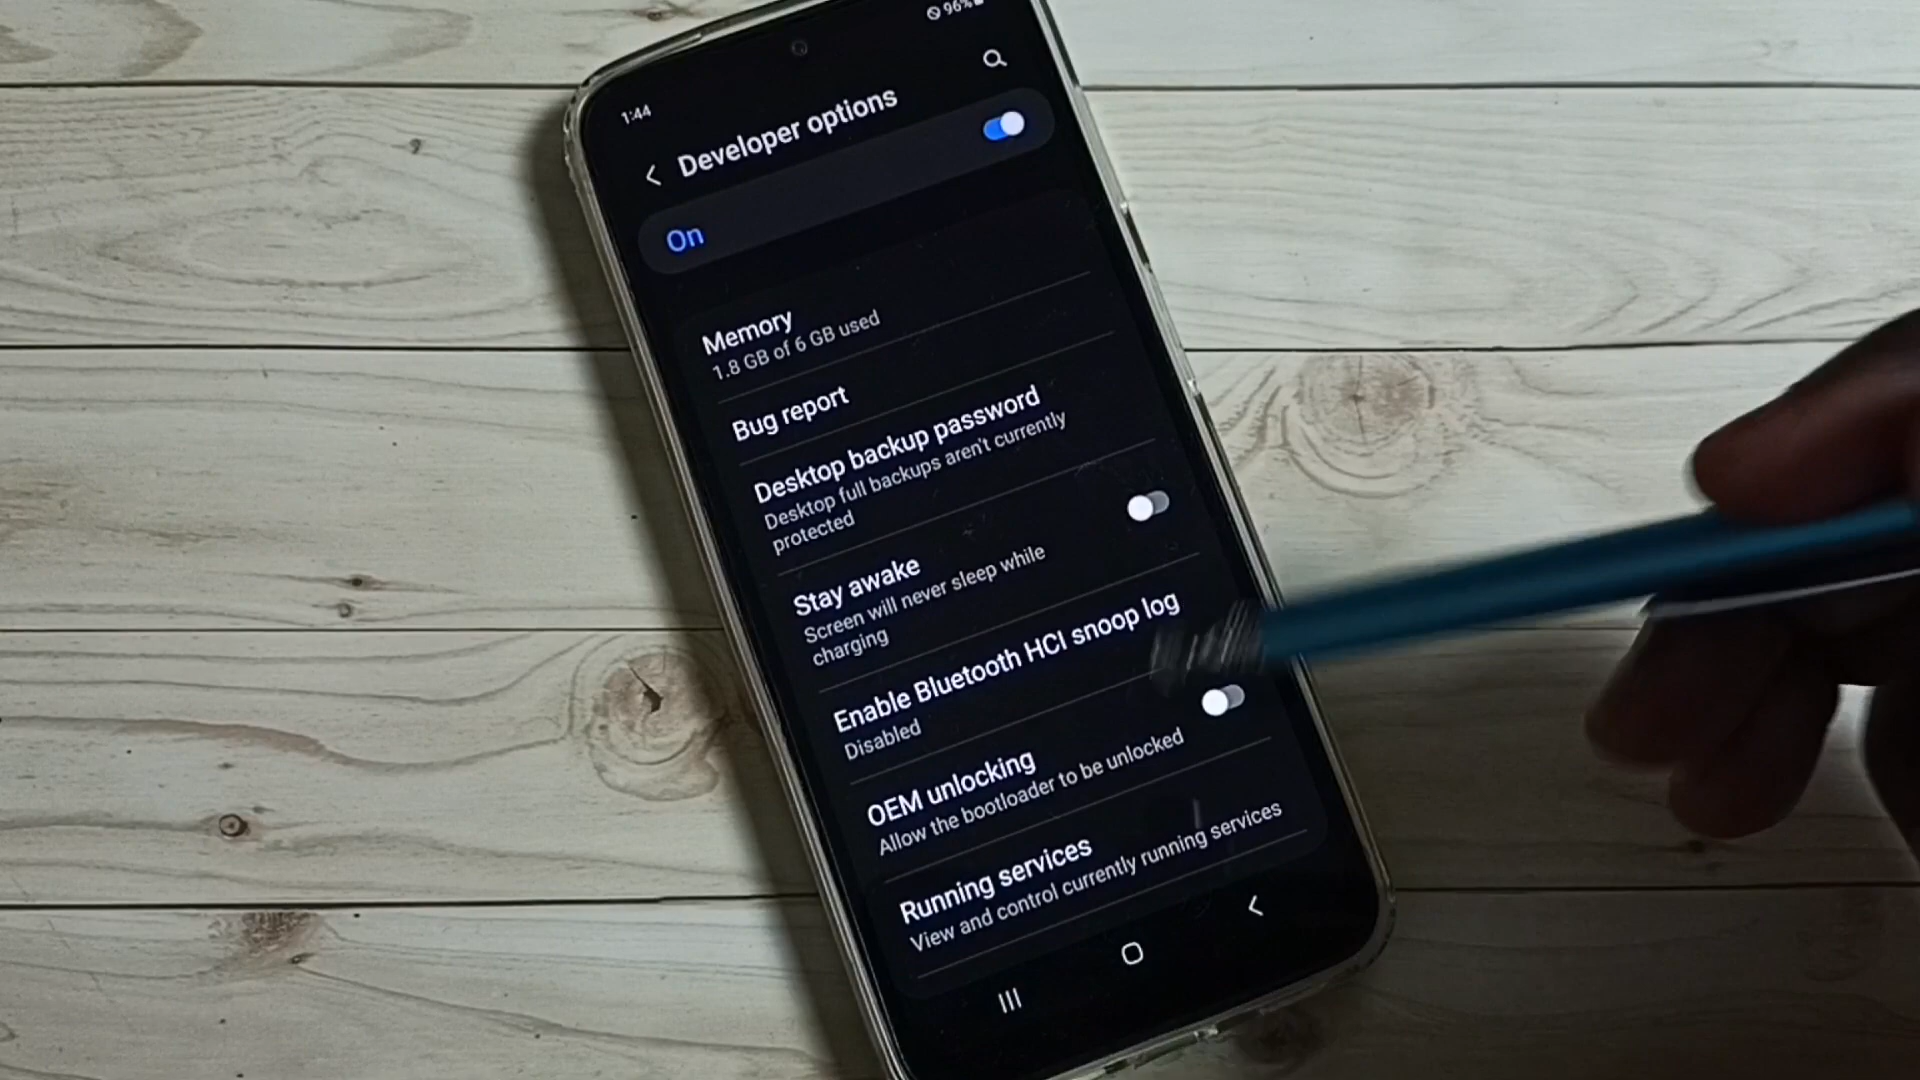 96%
1:44
Developer options
On
Memory
1.8 GB of 6 GB used
Bug report
Desktop backup password
Desktop full backups aren't currently
protected
Stay awake
Screen will never sleep while
charging
Enable Bluetooth HCI snoop log
Disabled
OEM unlocking
Allow the bootloader to be unlocked
Running services
View and control currently running services